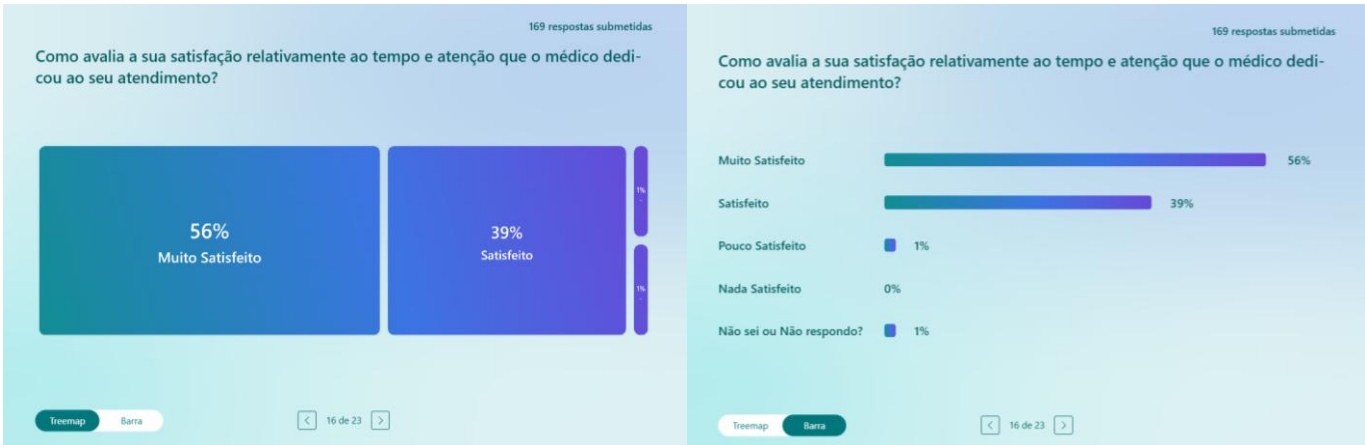 169 respostas submetidas
Como avalia a sua satisfação relativamente ao tempo e atenção que o médico dedi-
cou ao seu atendimento?
56%
Muito Satisfeito
39%
Satisfeito
1%
1%
Treemap
Barra
16 de 23
169 respostas submetidas
Como avalia a sua satisfação relativamente ao tempo e atenção que o médico dedi-
cou ao seu atendimento?
Muito Satisfeito 56%
Satisfeito 39%
Pouco Satisfeito 1%
Nada Satisfeito 0%
Não sei ou Não respondo? 1%
Treemap
Barra
16 de 23